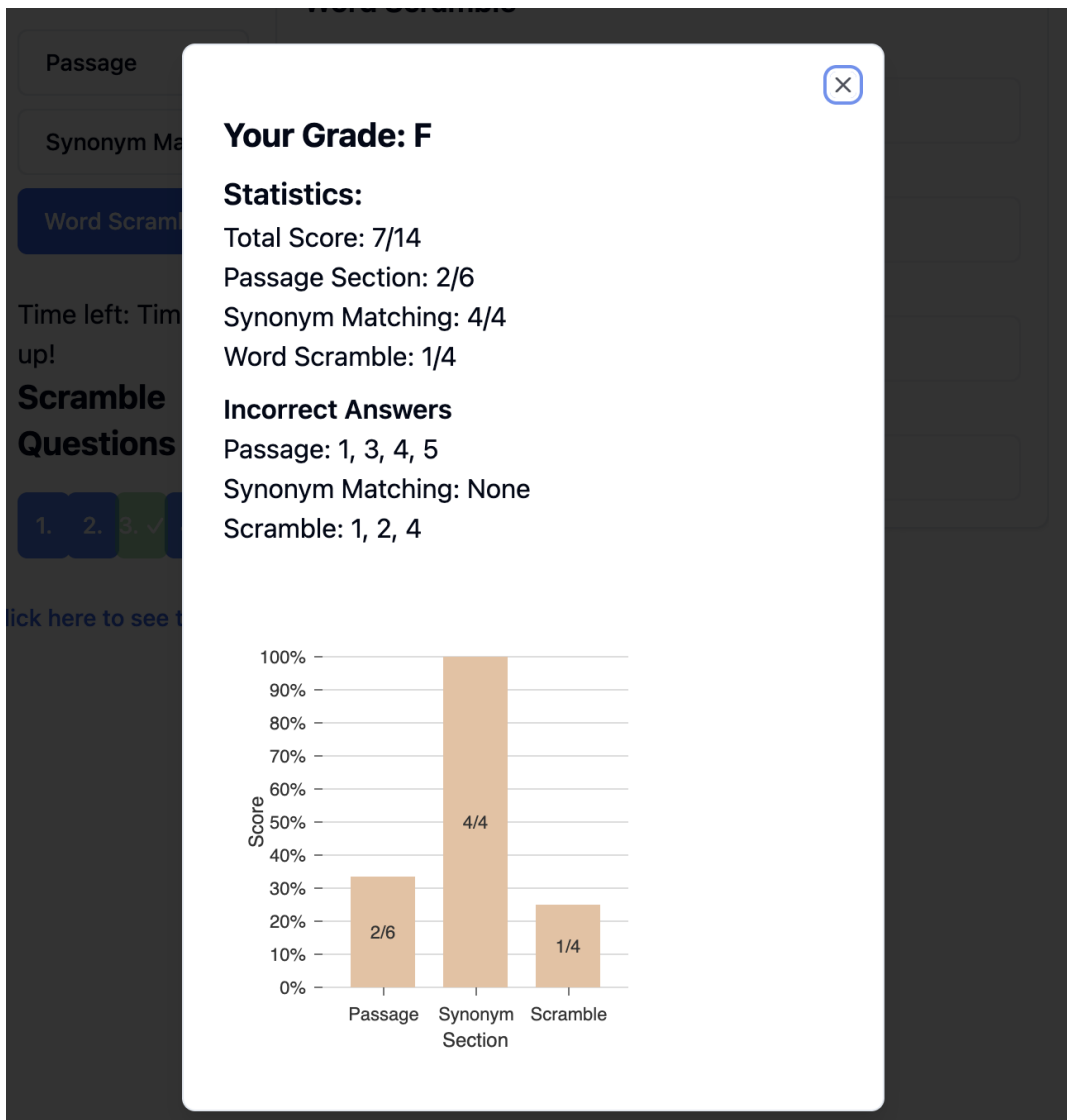 Passage
Synonym Ma
Word Scramb
Time left: Tim
up!
Scramble
Questions
1. 2. 3. ✓
lick here to see t
Your Grade: F
Statistics:
Total Score: 7/14
Passage Section: 2/6
Synonym Matching: 4/4
Word Scramble: 1/4
Incorrect Answers
Passage: 1, 3, 4, 5
Synonym Matching: None
Scramble: 1, 2, 4
100%
90%
80%
70%
60%
50%
40%
30%
20%
10%
0%
Score
2/6
4/4
1/4
Passage Synonym Scramble
Section